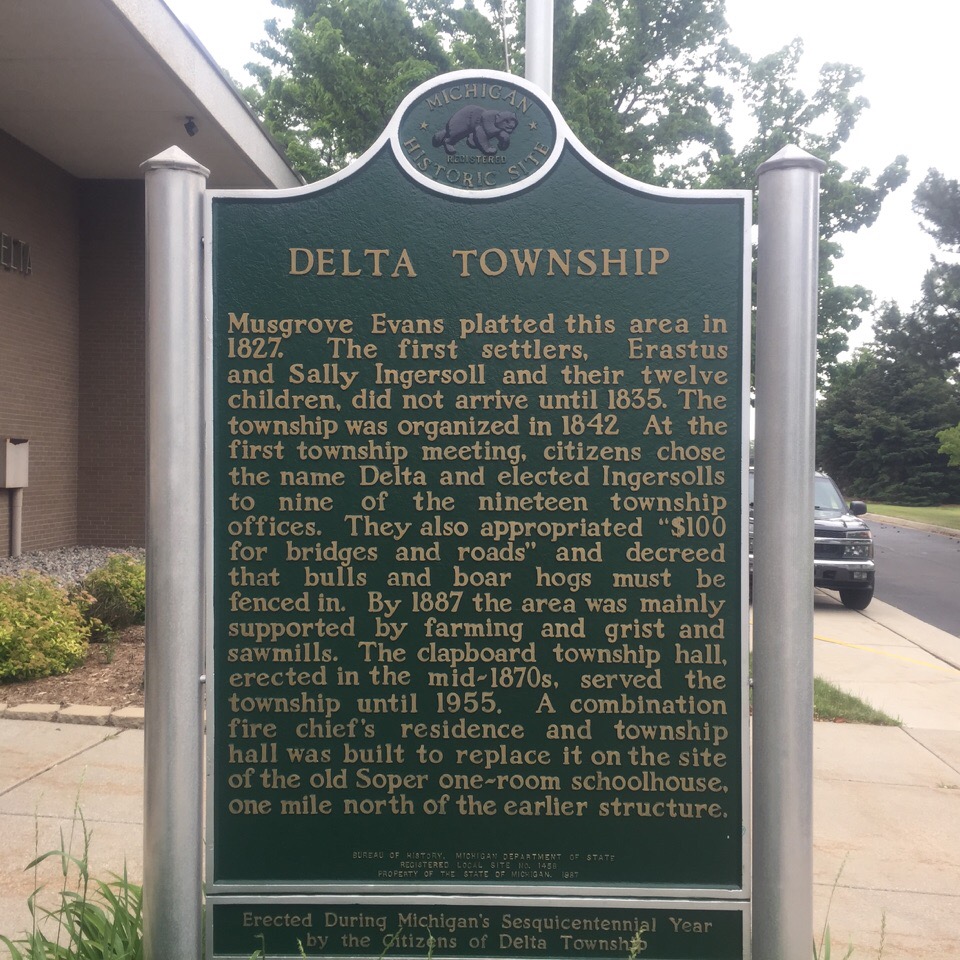 MICHIGAN
REGISTERED
HISTORIC SITE
ELTA
DELTA TOWNSHIP
Musgrove Evans platted this area in
1827. The first settlers, Erastus
and Sally Ingersoll and their twelve
children, did not arrive until 1835. The
township was organized in 1842 At the
first township meeting, citizens chose
the name Delta and elected Ingersolls
to nine of the nineteen township
offices. They also appropriated "$100
for bridges and roads" and decreed
that bulls and boar hogs must be
fenced in. By 1887 the area was mainly
supported by farming and grist and
sawmills. The clapboard township hall,
erected in the mid-1870s, served the
township until 1955. A combination
fire chief's residence and township
hall was built to replace it on the site
of the old Soper one-room schoolhouse,
one mile north of the earlier structure.
BUREAU OF HISTORY, MICHIGAN DEPARTMENT OF STATE
REGISTERED LOCAL SITE NO. 1459
PROPERTY OF THE STATE OF MICHIGAN, 1987
Erected During Michigan's Sesquicentennial Year
by the Citizens of Delta Township